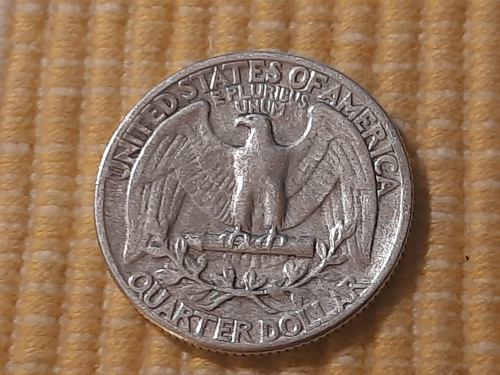 UNITED STATES OF AMERICA
E PLURIBUS
UNUM
QUARTER DOLLAR